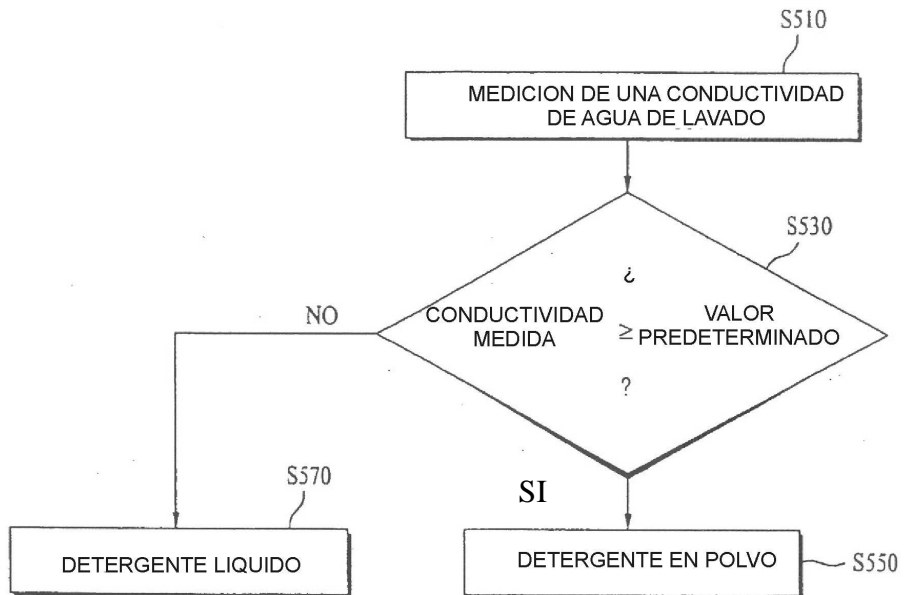 S510
MEDICION DE UNA CONDUCTIVIDAD
DE AGUA DE LAVADO
S530
¿
CONDUCTIVIDAD
MEDIDA
≥
VALOR
PREDETERMINADO
?
NO
SI
S570
DETERGENTE LIQUIDO
DETERGENTE EN POLVO
S550